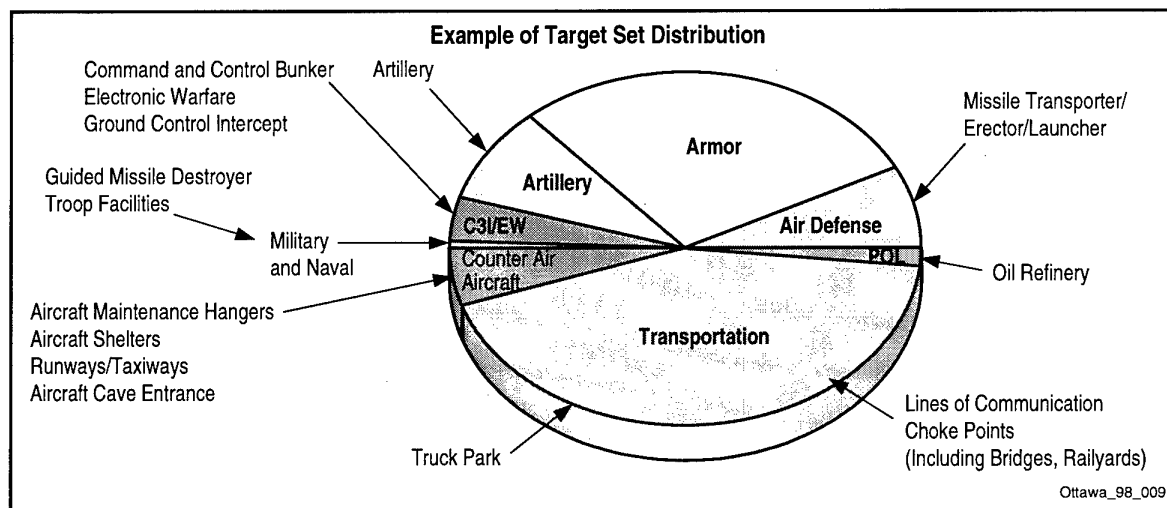 Example of Target Set Distribution
Command and Control Bunker
Electronic Warfare
Ground Control Intercept
Artillery
Missile Transporter/
Erector/Launcher
Armor
Artillery
Guided Missile Destroyer
Troop Facilities
C3I/EW
Air Defense
Military
and Naval
Counter Air
Aircraft
POL
Oil Refinery
Aircraft Maintenance Hangers
Aircraft Shelters
Runways/Taxiways
Aircraft Cave Entrance
Transportation
Truck Park
Lines of Communication
Choke Points
(Including Bridges, Railyards)
Ottawa_98_009